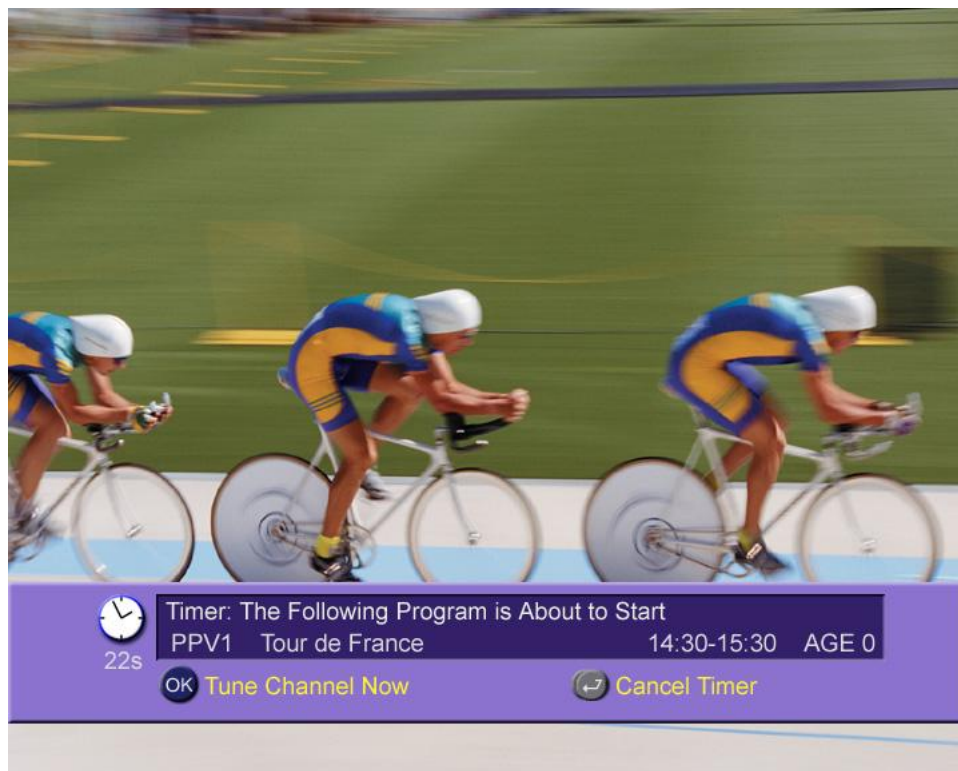 Timer: The Following Program is About to Start
PPV1 Tour de France 14:30-15:30 AGE 0
22s
OK Tune Channel Now Cancel Timer